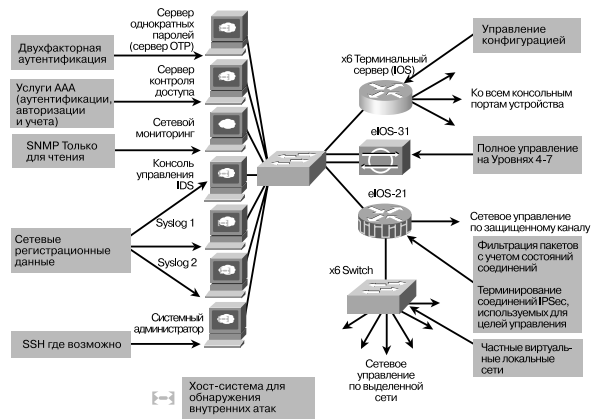 Сервер
однократных
паролей
(сервер OTP)
Двухфакторная
аутентификация
Сервер
контроля
доступа
Услуги AAA
(аутентификации,
авторизации
и учета)
Сетевой
мониторинг
SNMP Только
для чтения
Консоль
управления
IDS
Syslog 1
Сетевые
регистрационные
данные
Syslog 2
Системный
администратор
SSH где возможно
Хост-система для
обнаружения
внутренних атак
Управление
конфигурацией
x6 Терминальный
сервер (IOS)
Ко всем консольным
портам устройства
eIOS-31
Полное управление
на Уровнях 4-7
eIOS-21
Сетевое управление
по защищенному каналу
Фильтрация пакетов
с учетом состояний
соединений
Терминирование
соединений IPSec,
используемых для
целей управления
x6 Switch
Частные виртуаль-
ные локальные
сети
Сетевое
управление
по выделенной
сети